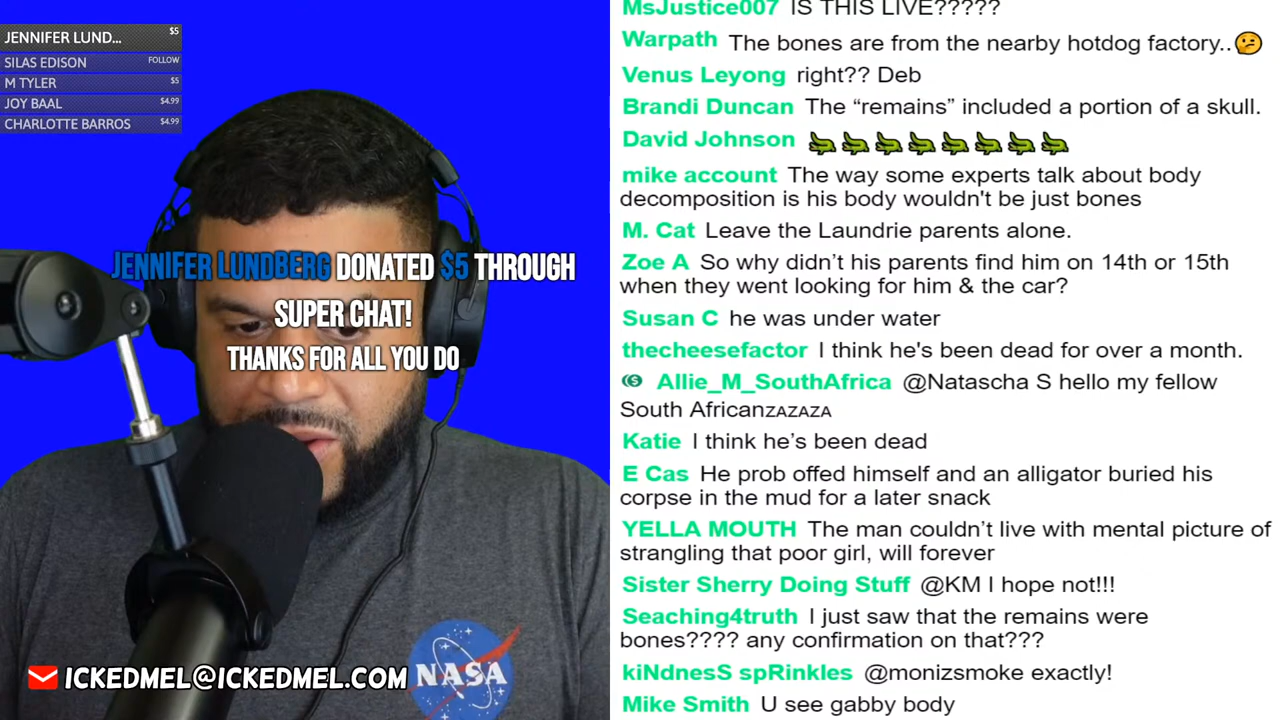 JENNIFER LUND... $5
SILAS EDISON FOLLOW
M TYLER $5
JOY BAAL $4.99
CHARLOTTE BARROS $4.99
JENNIFER LUNDBERG DONATED $5 THROUGH
SUPER CHAT!
THANKS FOR ALL YOU DO
NASA
ICKEDMEL@ICKEDMEL.COM
MsJustice007 IS THIS LIVE?????
Warpath The bones are from the nearby hotdog factory..🤔
Venus Leyong right?? Deb
Brandi Duncan The “remains” included a portion of a skull.
David Johnson 🐊🐊🐊🐊🐊🐊🐊🐊
mike account The way some experts talk about body
decomposition is his body wouldn't be just bones
M. Cat Leave the Laundrie parents alone.
Zoe A So why didn’t his parents find him on 14th or 15th
when they went looking for him & the car?
Susan C he was under water
thecheesefactor I think he's been dead for over a month.
Allie_M_SouthAfrica @Natascha S hello my fellow
South Africanᴢᴀᴢᴀᴢᴀ
Katie I think he’s been dead
E Cas He prob offed himself and an alligator buried his
corpse in the mud for a later snack
YELLA MOUTH The man couldn’t live with mental picture of
strangling that poor girl, will forever
Sister Sherry Doing Stuff @KM I hope not!!!
Seaching4truth I just saw that the remains were
bones???? any confirmation on that???
kiNdnesS spRinkles @monizsmoke exactly!
Mike Smith U see gabby body